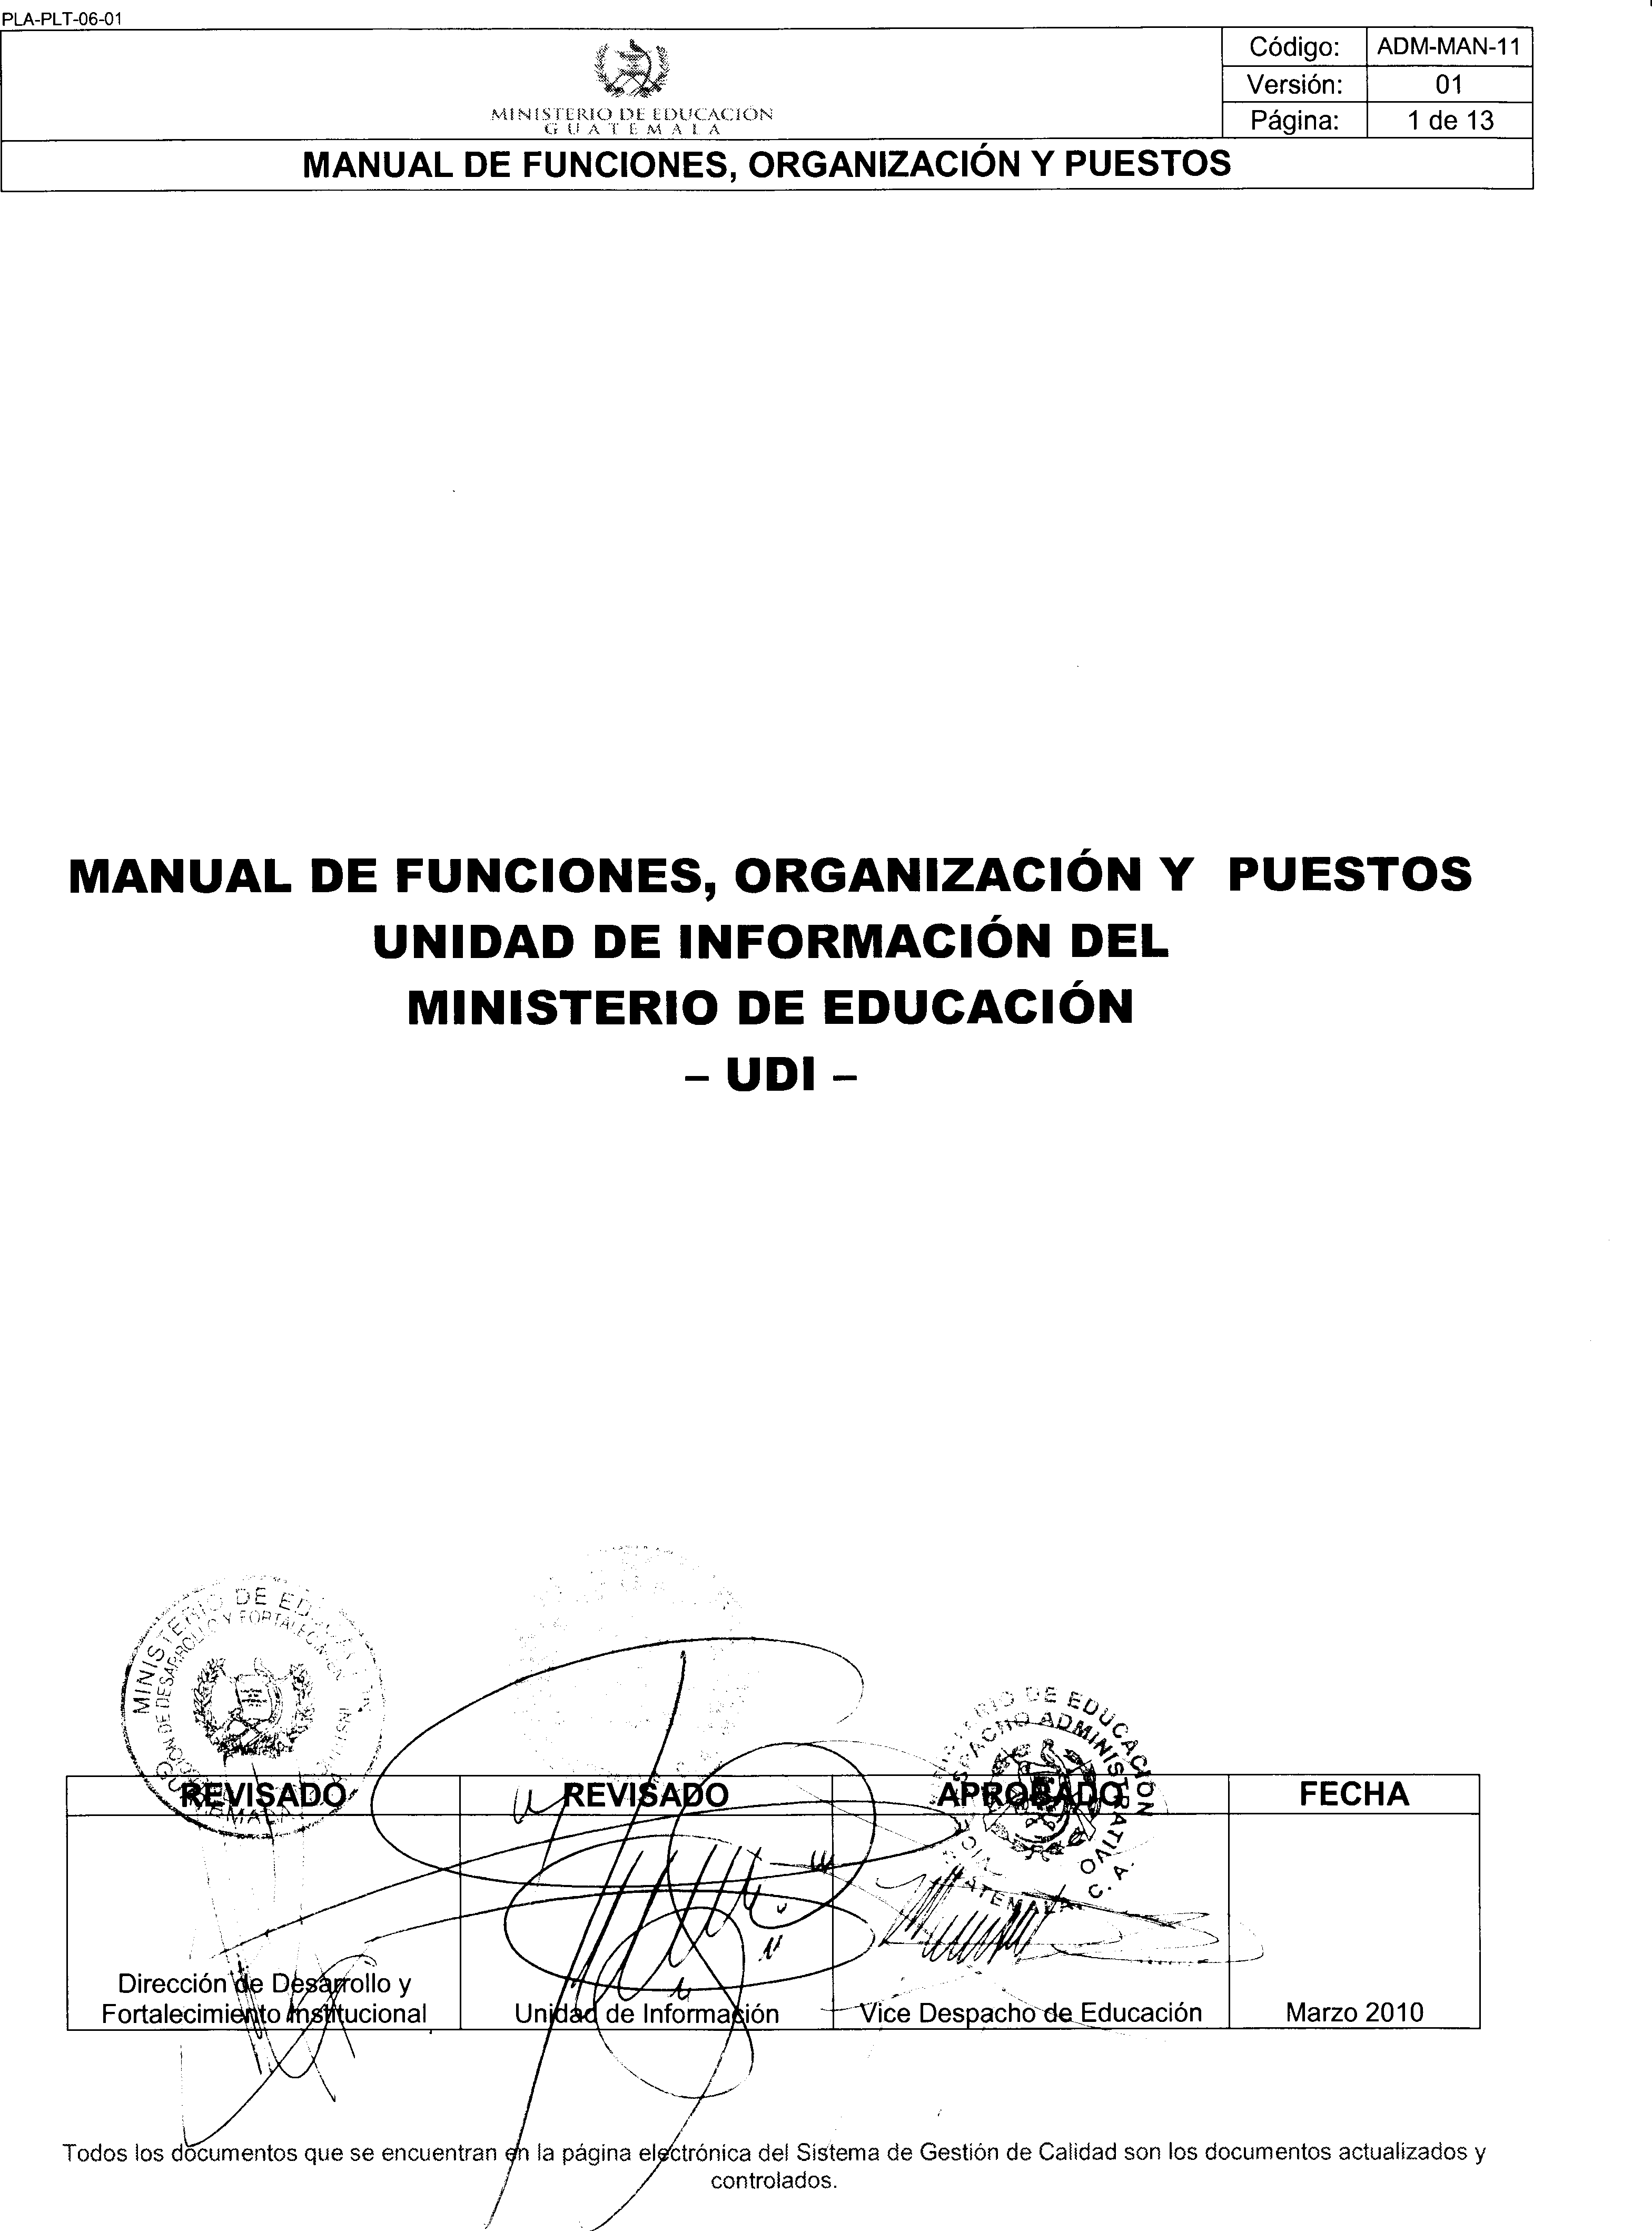 PLA-PLT-06-01
MINISTERIO DE EDUCACION
GUATEMALA
Código: ADM-MAN-11
Versión: 01
Página: 1 de 13
MANUAL DE FUNCIONES, ORGANIZACIÓN Y PUESTOS
MANUAL DE FUNCIONES, ORGANIZACIÓN Y PUESTOS
UNIDAD DE INFORMACIÓN DEL
MINISTERIO DE EDUCACIÓN
– UDI –
REVISADO REVISADO APROBADO FECHA
Dirección de Desarrollo y
Fortalecimiento Institucional Unidad de Información Vice Despacho de Educación Marzo 2010
Todos los documentos que se encuentran en la página electrónica del Sistema de Gestión de Calidad son los documentos actualizados y
controlados.